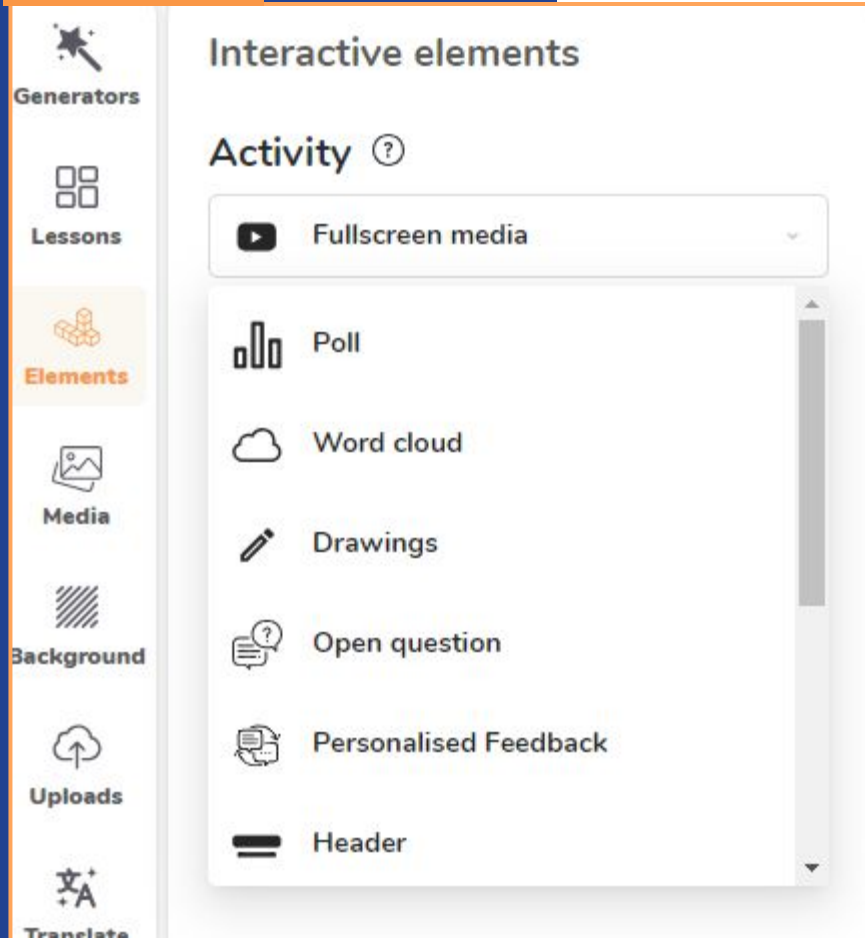 Generators
Lessons
Elements
Media
Background
Uploads
Translate
Interactive elements
Activity ?
Fullscreen media
Poll
Word cloud
Drawings
Open question
Personalised Feedback
Header